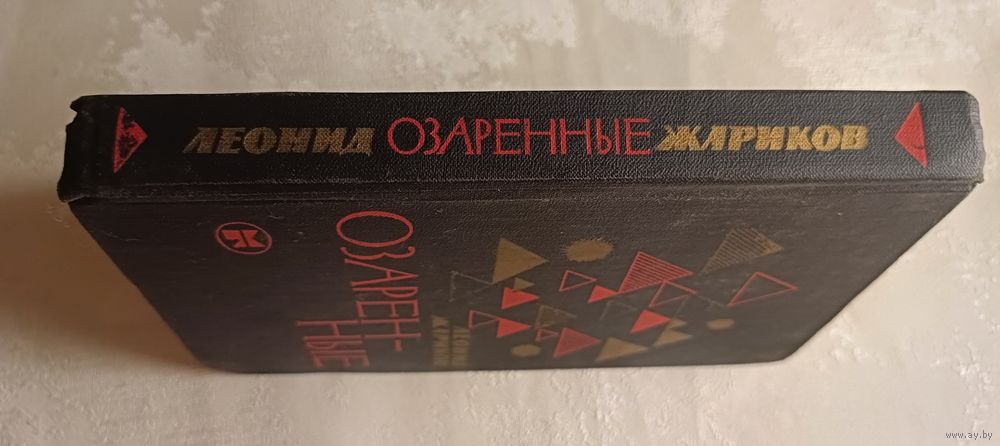 ЛЕОНИД ОЗАРЕННЫЕ ЖАРИКОВ
ОЗАРЕН-
НЫЕ
ЛЕОНИД
ЖАРИКОВ
www.ay.by